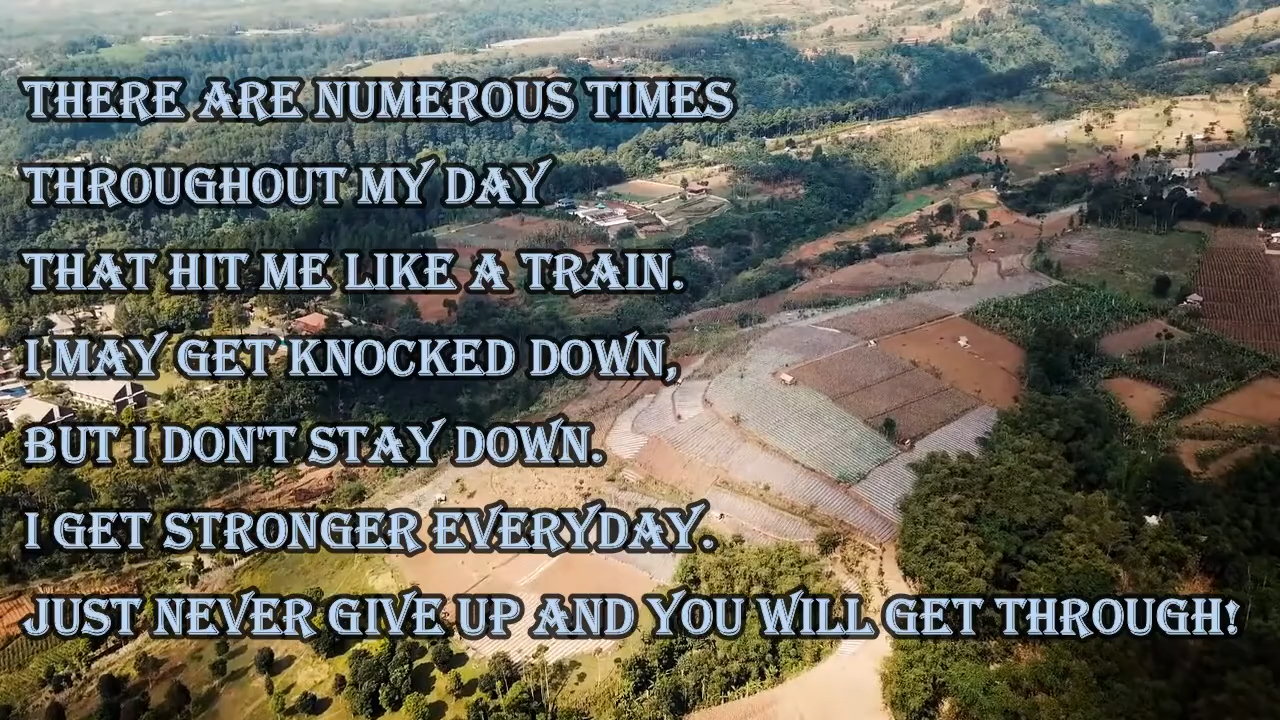 THERE ARE NUMEROUS TIMES
THROUGHOUT MY DAY
THAT HIT ME LIKE A TRAIN.
I MAY GET KNOCKED DOWN,
BUT I DON'T STAY DOWN.
I GET STRONGER EVERYDAY.
JUST NEVER GIVE UP AND YOU WILL GET THROUGH!